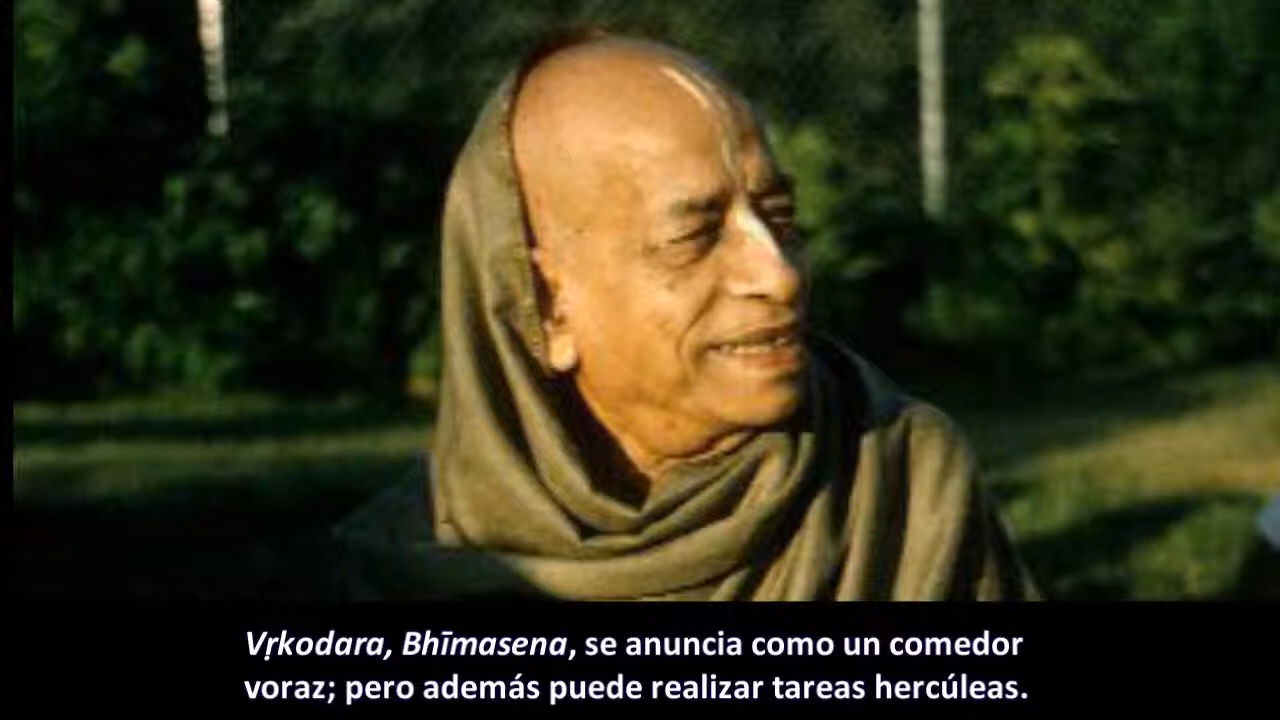 Vṛkodara, Bhīmasena, se anuncia como un comedor
voraz; pero además puede realizar tareas hercúleas.